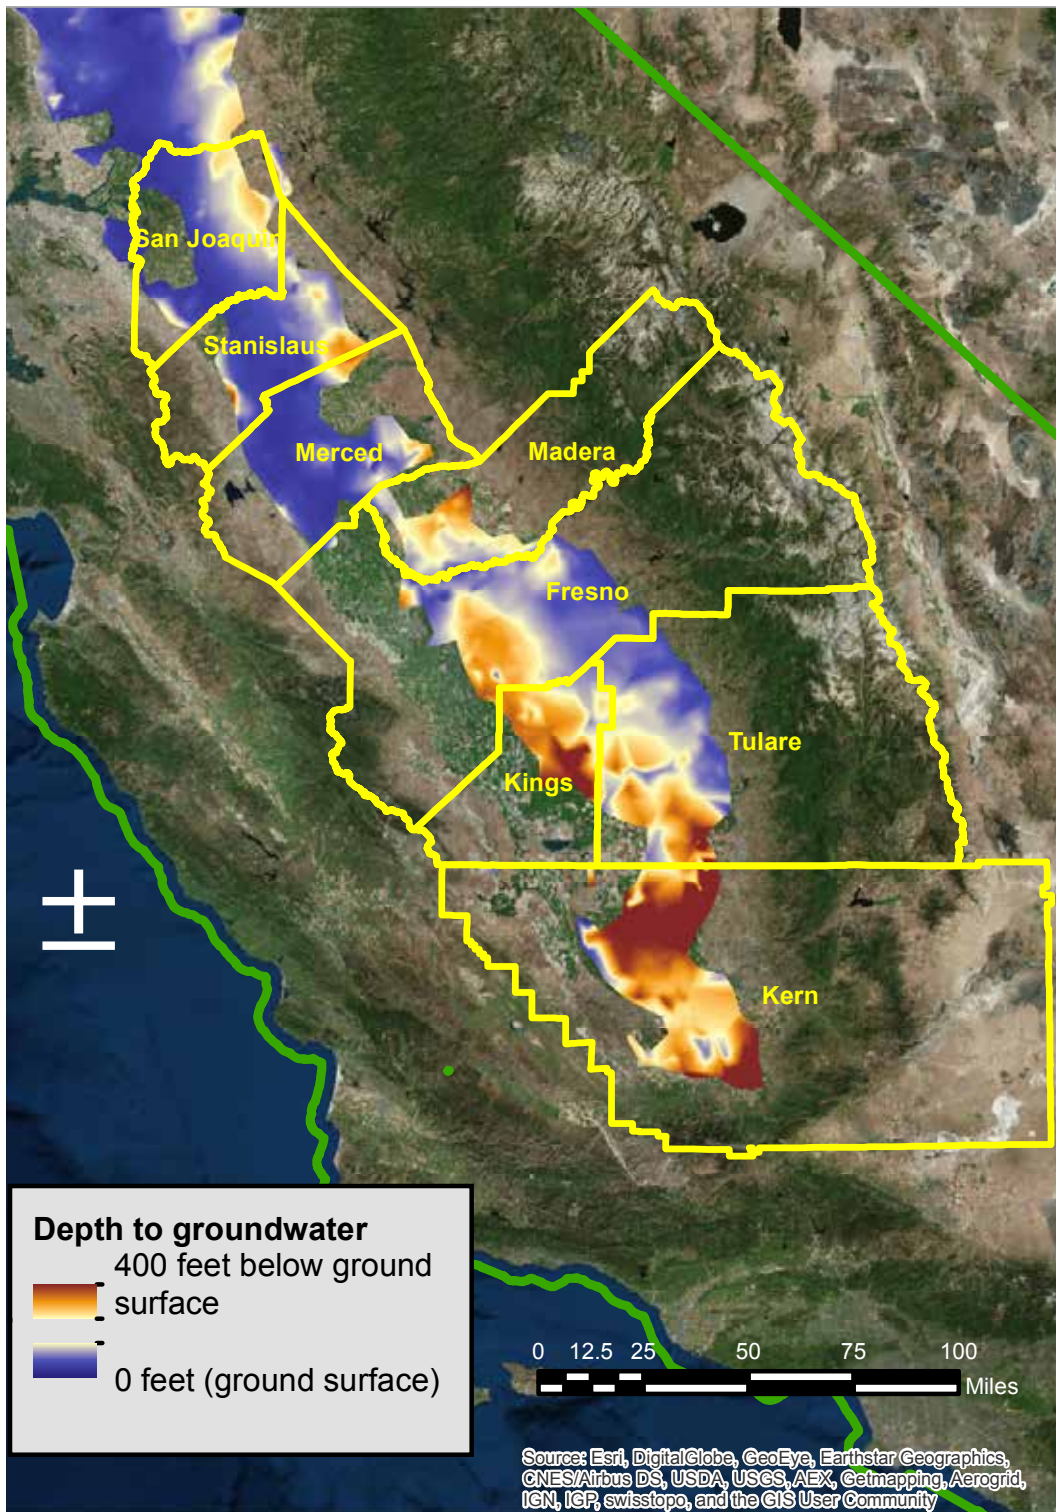 San Joaquin
Stanislaus
Merced
Madera
Fresno
Tulare
Kings
Kern
Depth to groundwater
400 feet below ground
surface
0 feet (ground surface)
0 12.5 25 50 75 100
Miles
Source: Esri, DigitalGlobe, GeoEye, Earthstar Geographics,
CNES/Airbus DS, USDA, USGS, AEX, Getmapping, Aerogrid,
IGN, IGP, swisstopo, and the GIS User Community